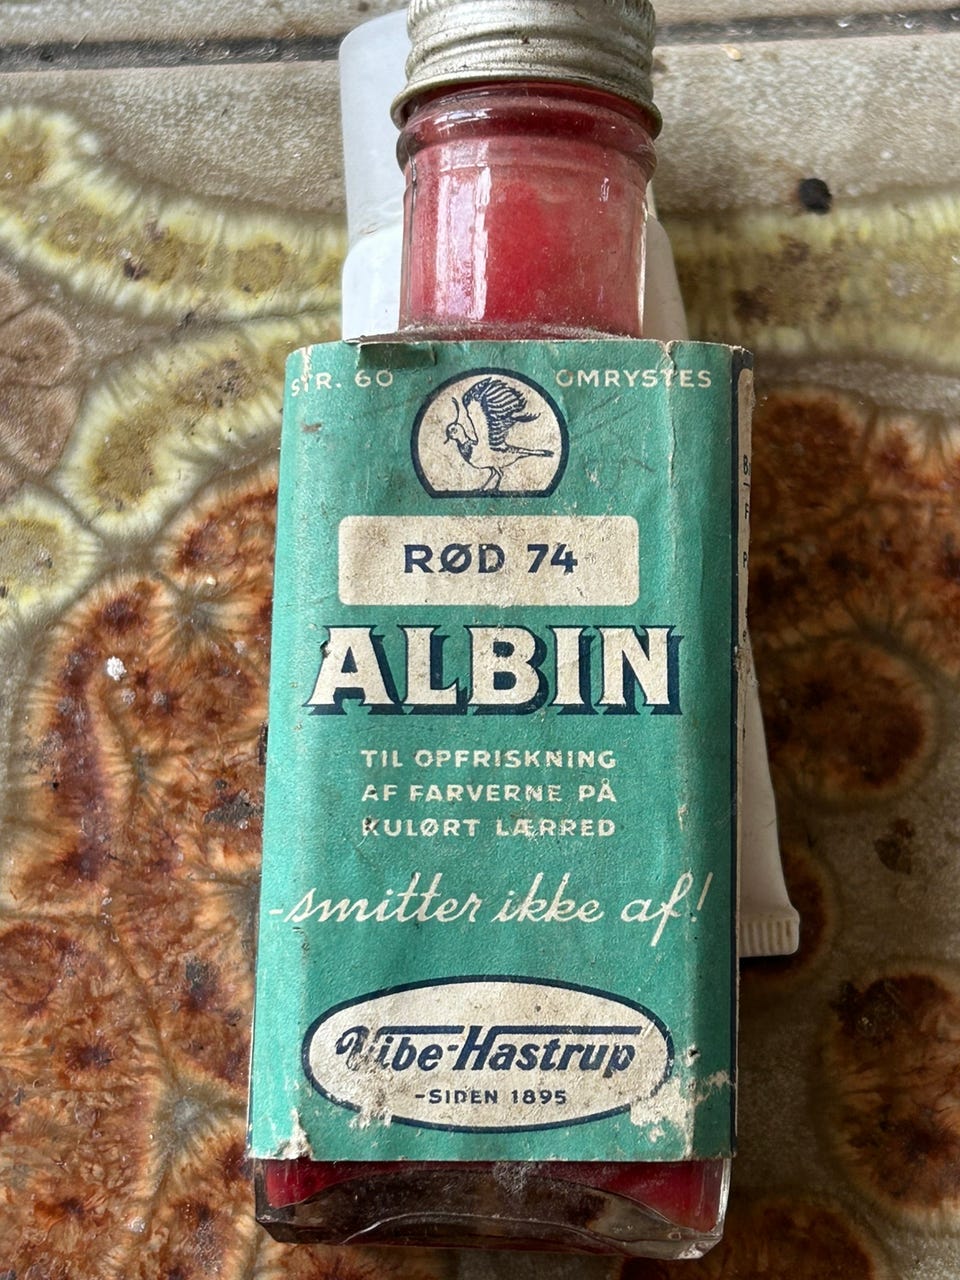 STR. 60 OMRYSTES
RØD 74
ALBIN
TIL OPFRISKNING
AF FARVERNE PÅ
KULØRT LÆRRED
-smitter ikke af!
Vibe-Hastrup
-SIDEN 1895